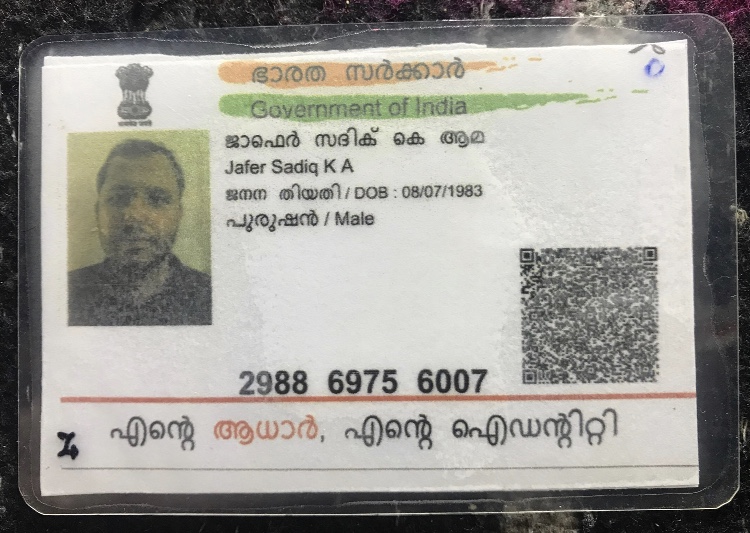 ഭാരത സർക്കാർ
Government of India
ജാഫെർ സദിക് കെ ആമ
Jafer Sadiq K A
ജനന തിയതി / DOB : 08/07/1983
പുരുഷൻ / Male
2988 6975 6007
എന്റെ ആധാർ, എന്റെ ഐഡന്റിറ്റി